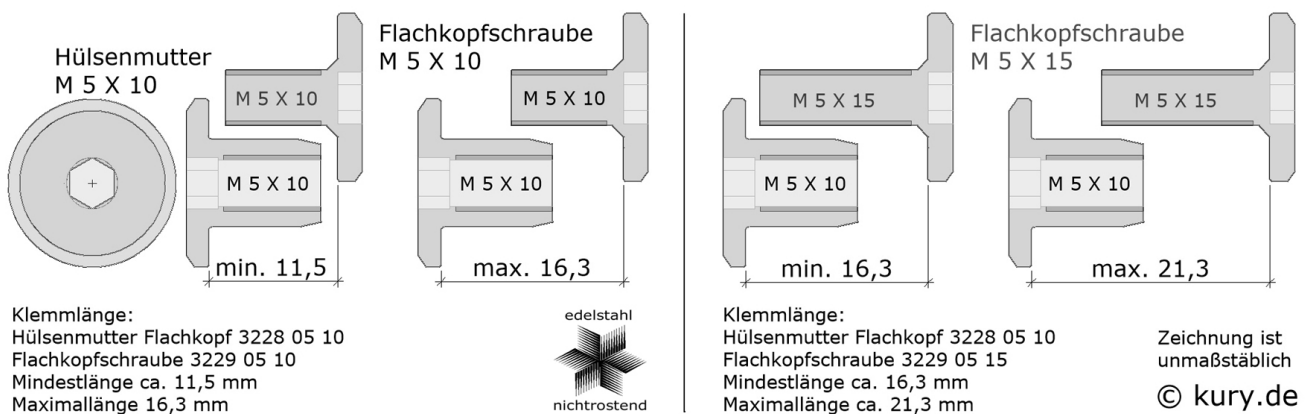 Hülsenmutter
M 5 X 10
M 5 X 10
M 5 X 10
min. 11,5
Flachkopfschraube
M 5 X 10
M 5 X 10
M 5 X 10
max. 16,3
Klemmlänge:
Hülsenmutter Flachkopf 3228 05 10
Flachkopfschraube 3229 05 10
Mindestlänge ca. 11,5 mm
Maximallänge 16,3 mm
edelstahl
nichtrostend
M 5 X 15
M 5 X 10
min. 16,3
Flachkopfschraube
M 5 X 15
M 5 X 15
M 5 X 10
max. 21,3
Klemmlänge:
Hülsenmutter Flachkopf 3228 05 10
Flachkopfschraube 3229 05 15
Mindestlänge ca. 16,3 mm
Maximallänge ca. 21,3 mm
Zeichnung ist
unmaßstäblich
© kury.de